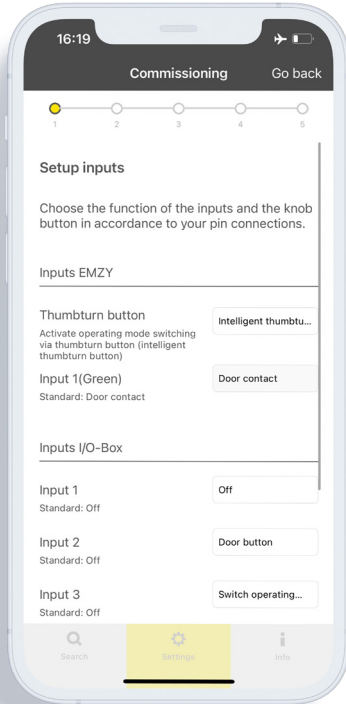 16:19
Commissioning
Go back
1 2 3 4 5
Setup inputs
Choose the function of the inputs and the knob
button in accordance to your pin connections.
Inputs EMZY
Thumbturn button
Intelligent thumbtu...
Activate operating mode switching
via thumbturn button (intelligent
thumbturn button)
Input 1(Green)
Door contact
Standard: Door contact
Inputs I/O-Box
Input 1
Off
Standard: Off
Input 2
Door button
Standard: Off
Input 3
Switch operating...
Standard: Off
Search
Settings
Info